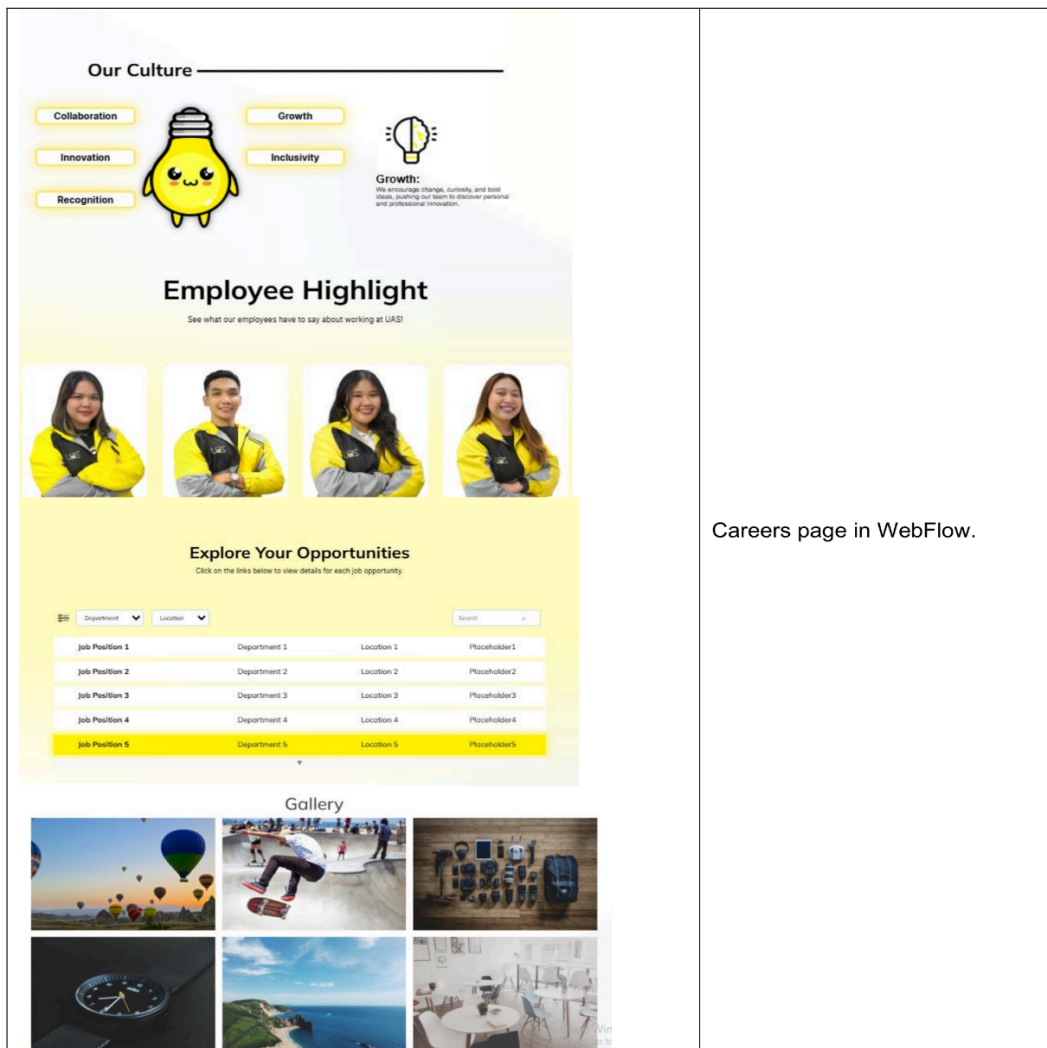 Our Culture
Collaboration
Growth
Innovation
Inclusivity
Recognition
Growth:
We encourage change, curiosity, and bold
ideas, pushing our team to discover personal
and professional innovation.
Employee Highlight
See what our employees have to say about working at UAS!
Explore Your Opportunities
Click on the links below to view details for each job opportunity.
Department Location Search
Job Position 1 Department 1 Location 1 Placeholder1
Job Position 2 Department 2 Location 2 Placeholder2
Job Position 3 Department 3 Location 3 Placeholder3
Job Position 4 Department 4 Location 4 Placeholder4
Job Position 5 Department 5 Location 5 Placeholder5
Gallery
Careers page in WebFlow.